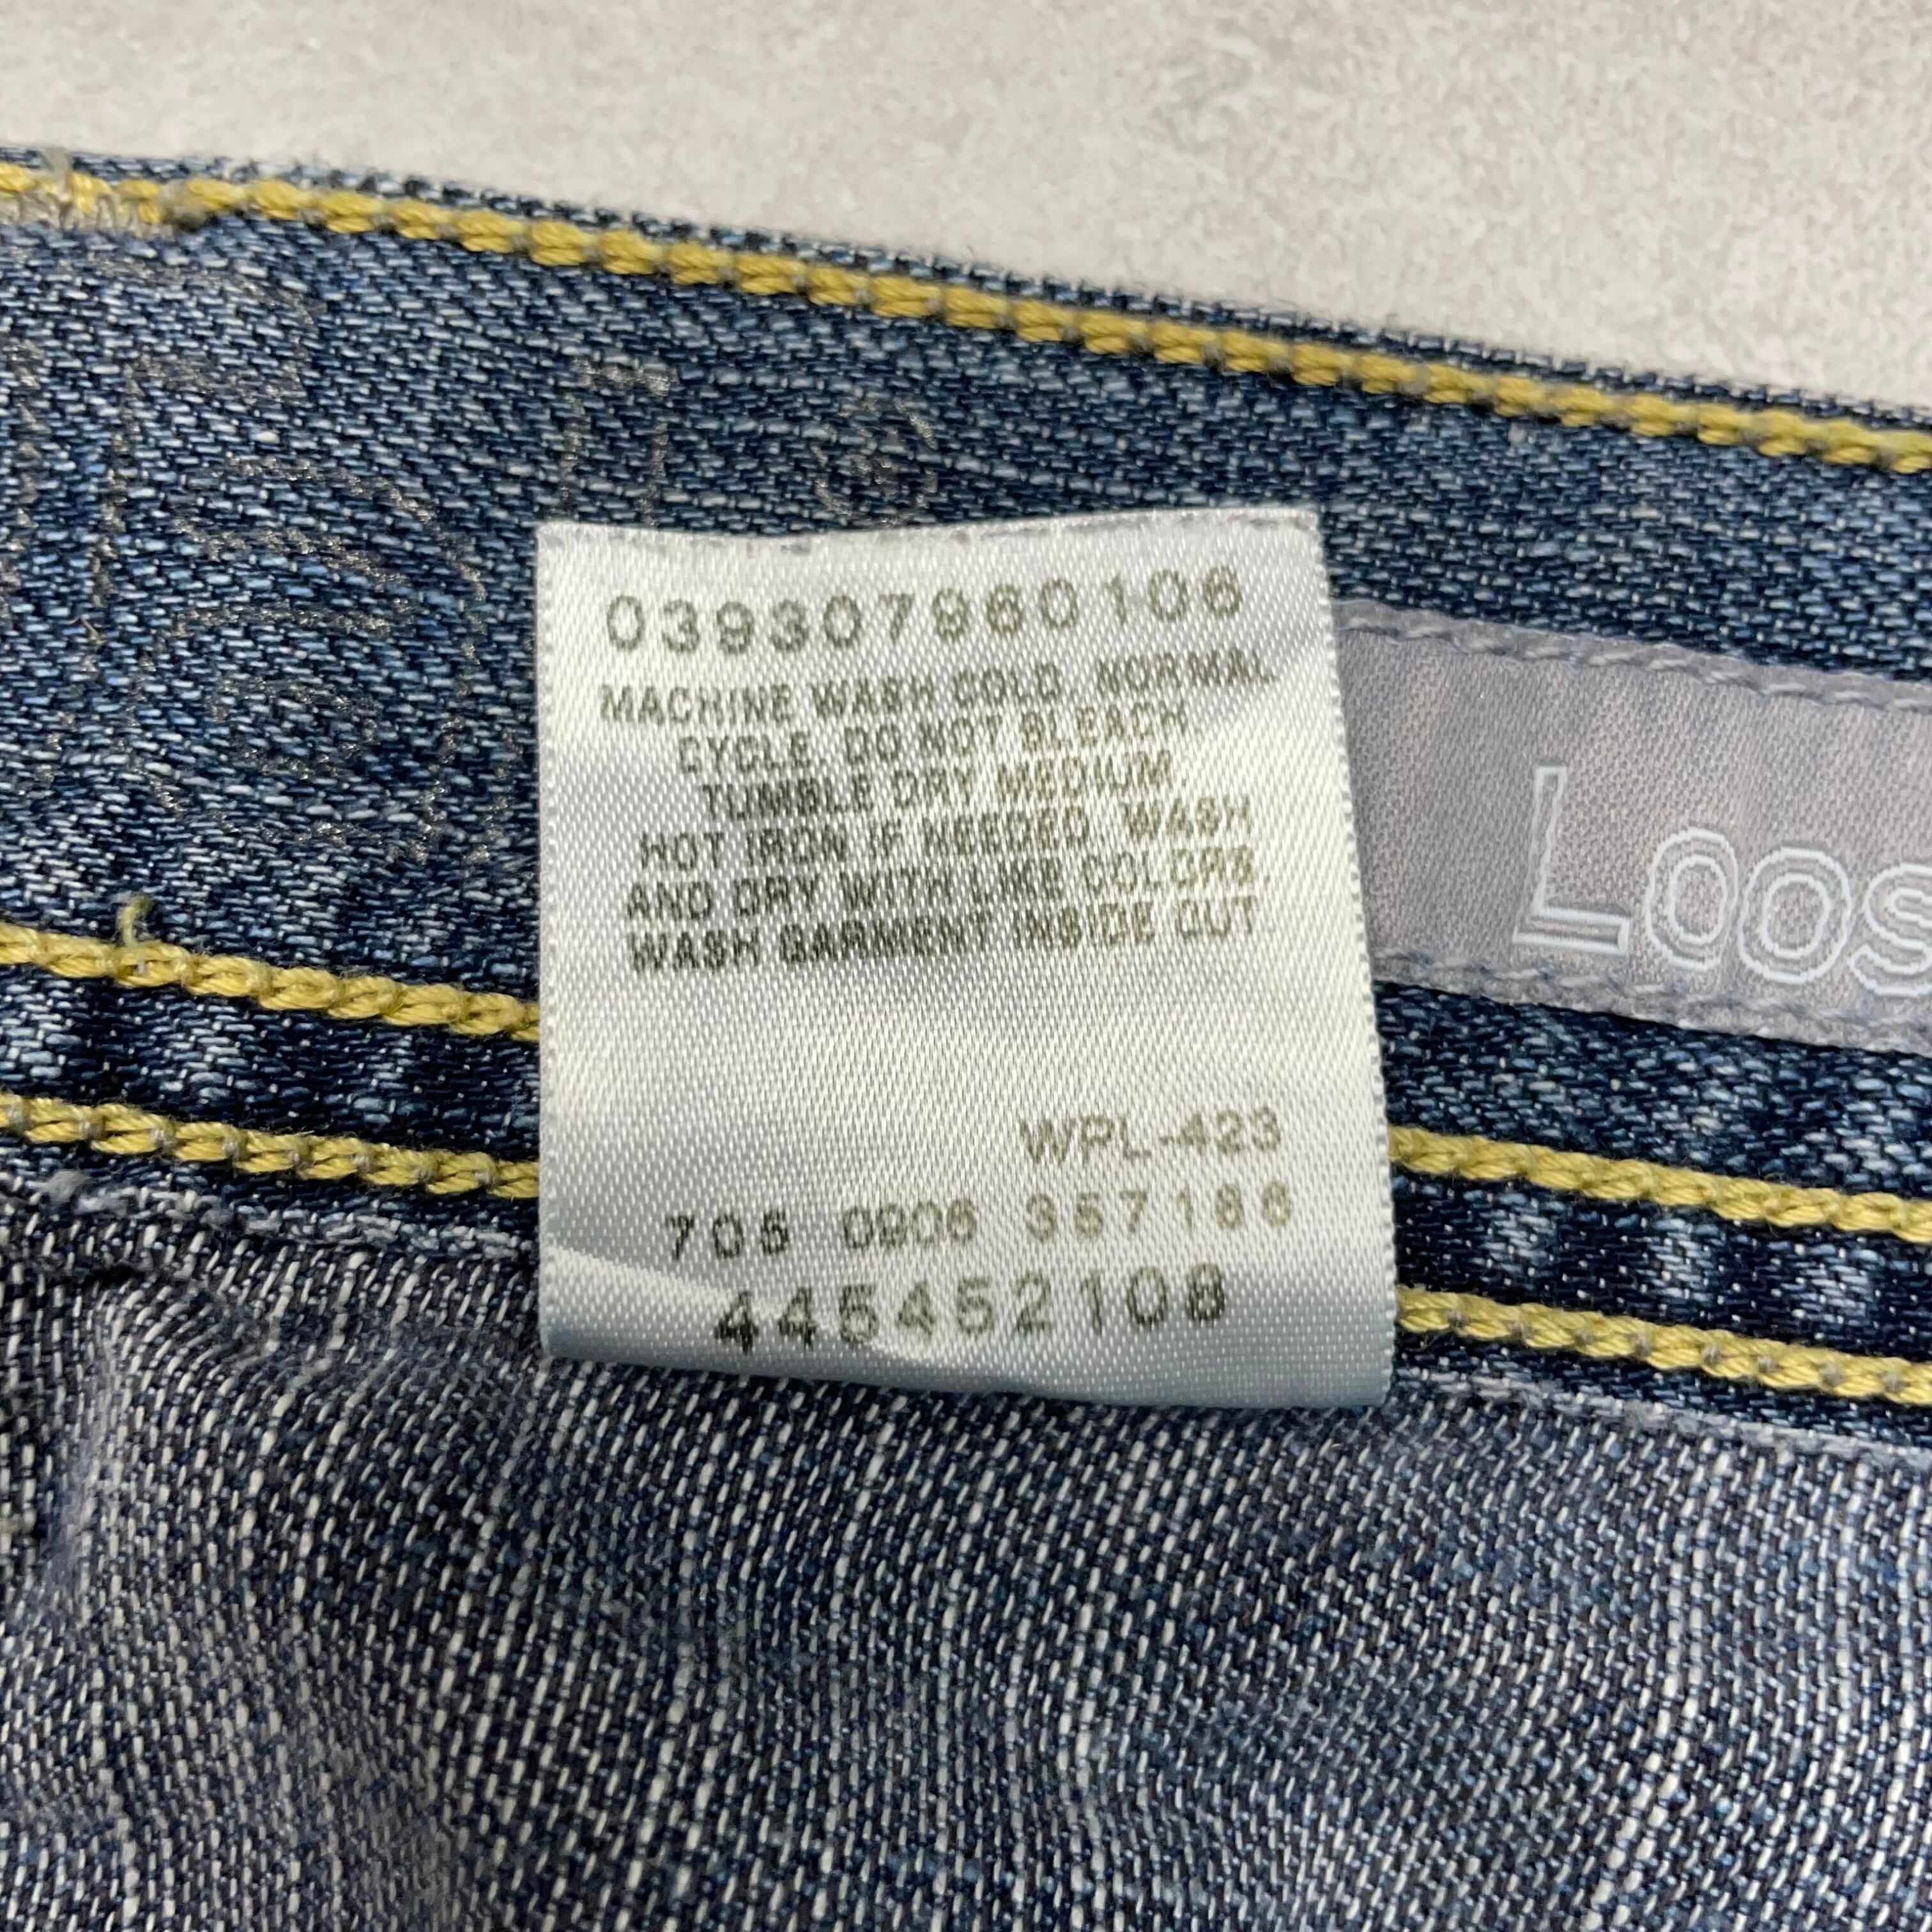 039307960106
MACHINE WASH COLD. NORMAL
CYCLE. DO NOT BLEACH.
TUMBLE DRY MEDIUM
HOT IRON IF NEEDED. WASH
AND DRY WITH LIKE COLORS.
WASH GARMENT INSIDE OUT
Loos
WPL-423
705 0906 357186
445452108